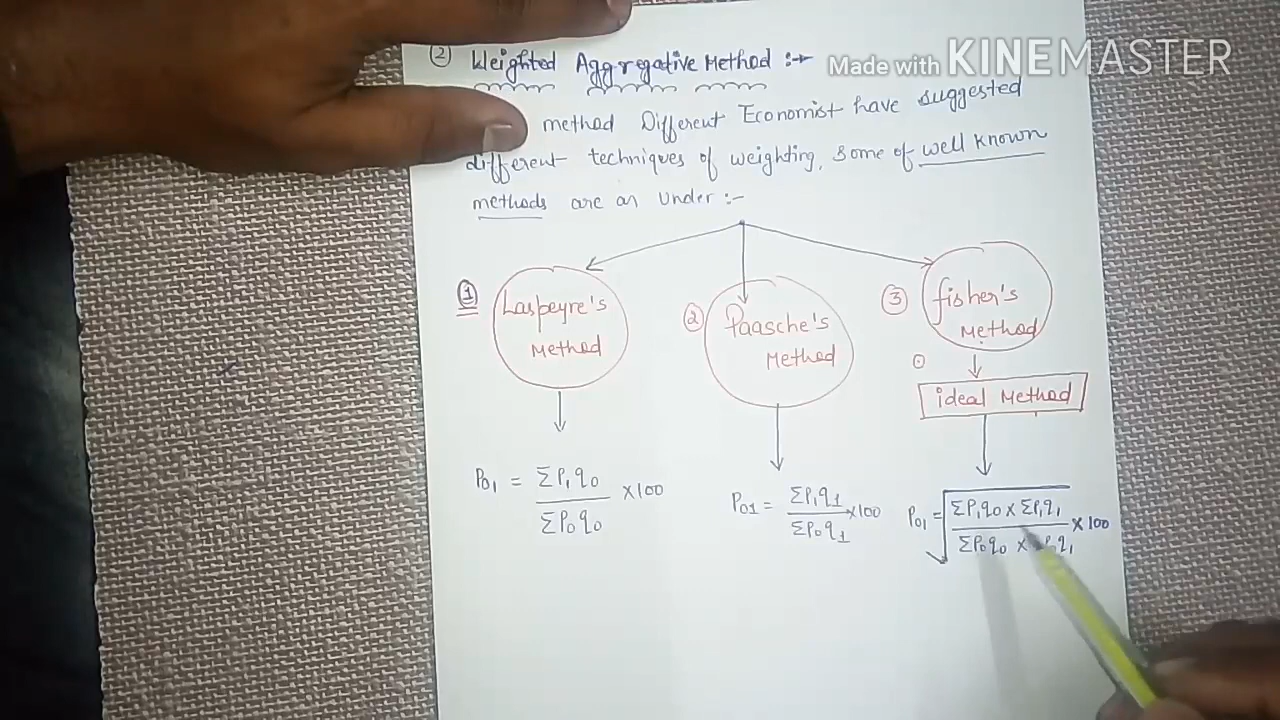 ② Weighted Aggregative Method :→
Made with KINEMASTER
method Different Economist have suggested
different techniques of weighting, some of well known
methods are an under :-
① Laspeyre's
Method
② Paasche's
Method
③ fisher's
Method
ideal Method
P₀₁ = ΣP₁q₀ / ΣP₀q₀ ×100
P₀₁ = ΣP₁q₁ / ΣP₀q₁ ×100
P₀₁ = √(ΣP₁q₀ × ΣP₁q₁ / ΣP₀q₀ × ΣP₀q₁) ×100